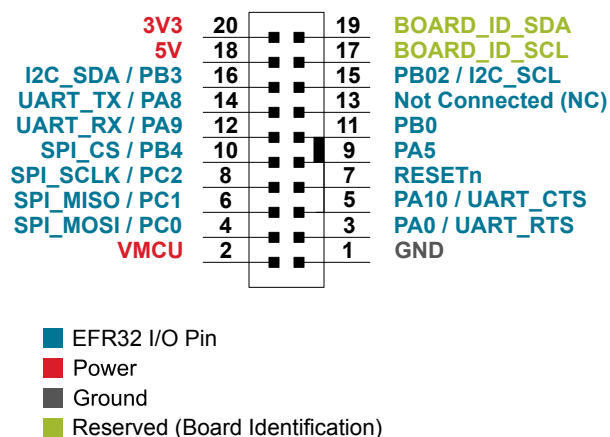 3V3 20 19 BOARD_ID_SDA
5V 18 17 BOARD_ID_SCL
I2C_SDA / PB3 16 15 PB02 / I2C_SCL
UART_TX / PA8 14 13 Not Connected (NC)
UART_RX / PA9 12 11 PB0
SPI_CS / PB4 10 9 PA5
SPI_SCLK / PC2 8 7 RESETn
SPI_MISO / PC1 6 5 PA10 / UART_CTS
SPI_MOSI / PC0 4 3 PA0 / UART_RTS
VMCU 2 1 GND
EFR32 I/O Pin
Power
Ground
Reserved (Board Identification)